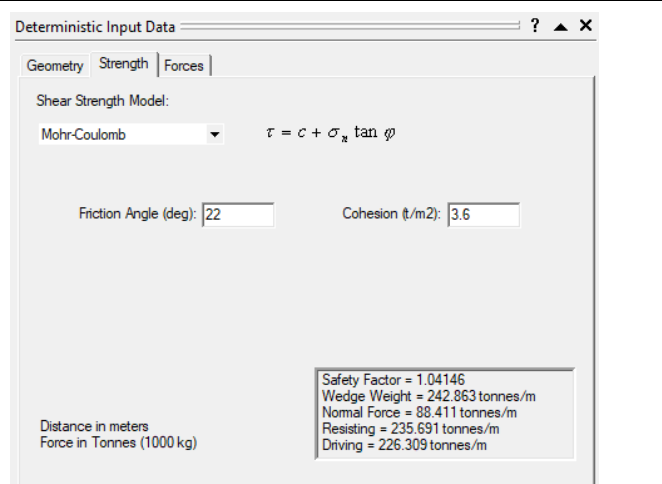 Deterministic Input Data ? ▲ ✕
Geometry Strength Forces
Shear Strength Model:
Mohr-Coulomb τ = c + σₙ tan φ
Friction Angle (deg): 22 Cohesion (t/m2): 3.6
Safety Factor = 1.04146
Wedge Weight = 242.863 tonnes/m
Normal Force = 88.411 tonnes/m
Resisting = 235.691 tonnes/m
Driving = 226.309 tonnes/m
Distance in meters
Force in Tonnes (1000 kg)